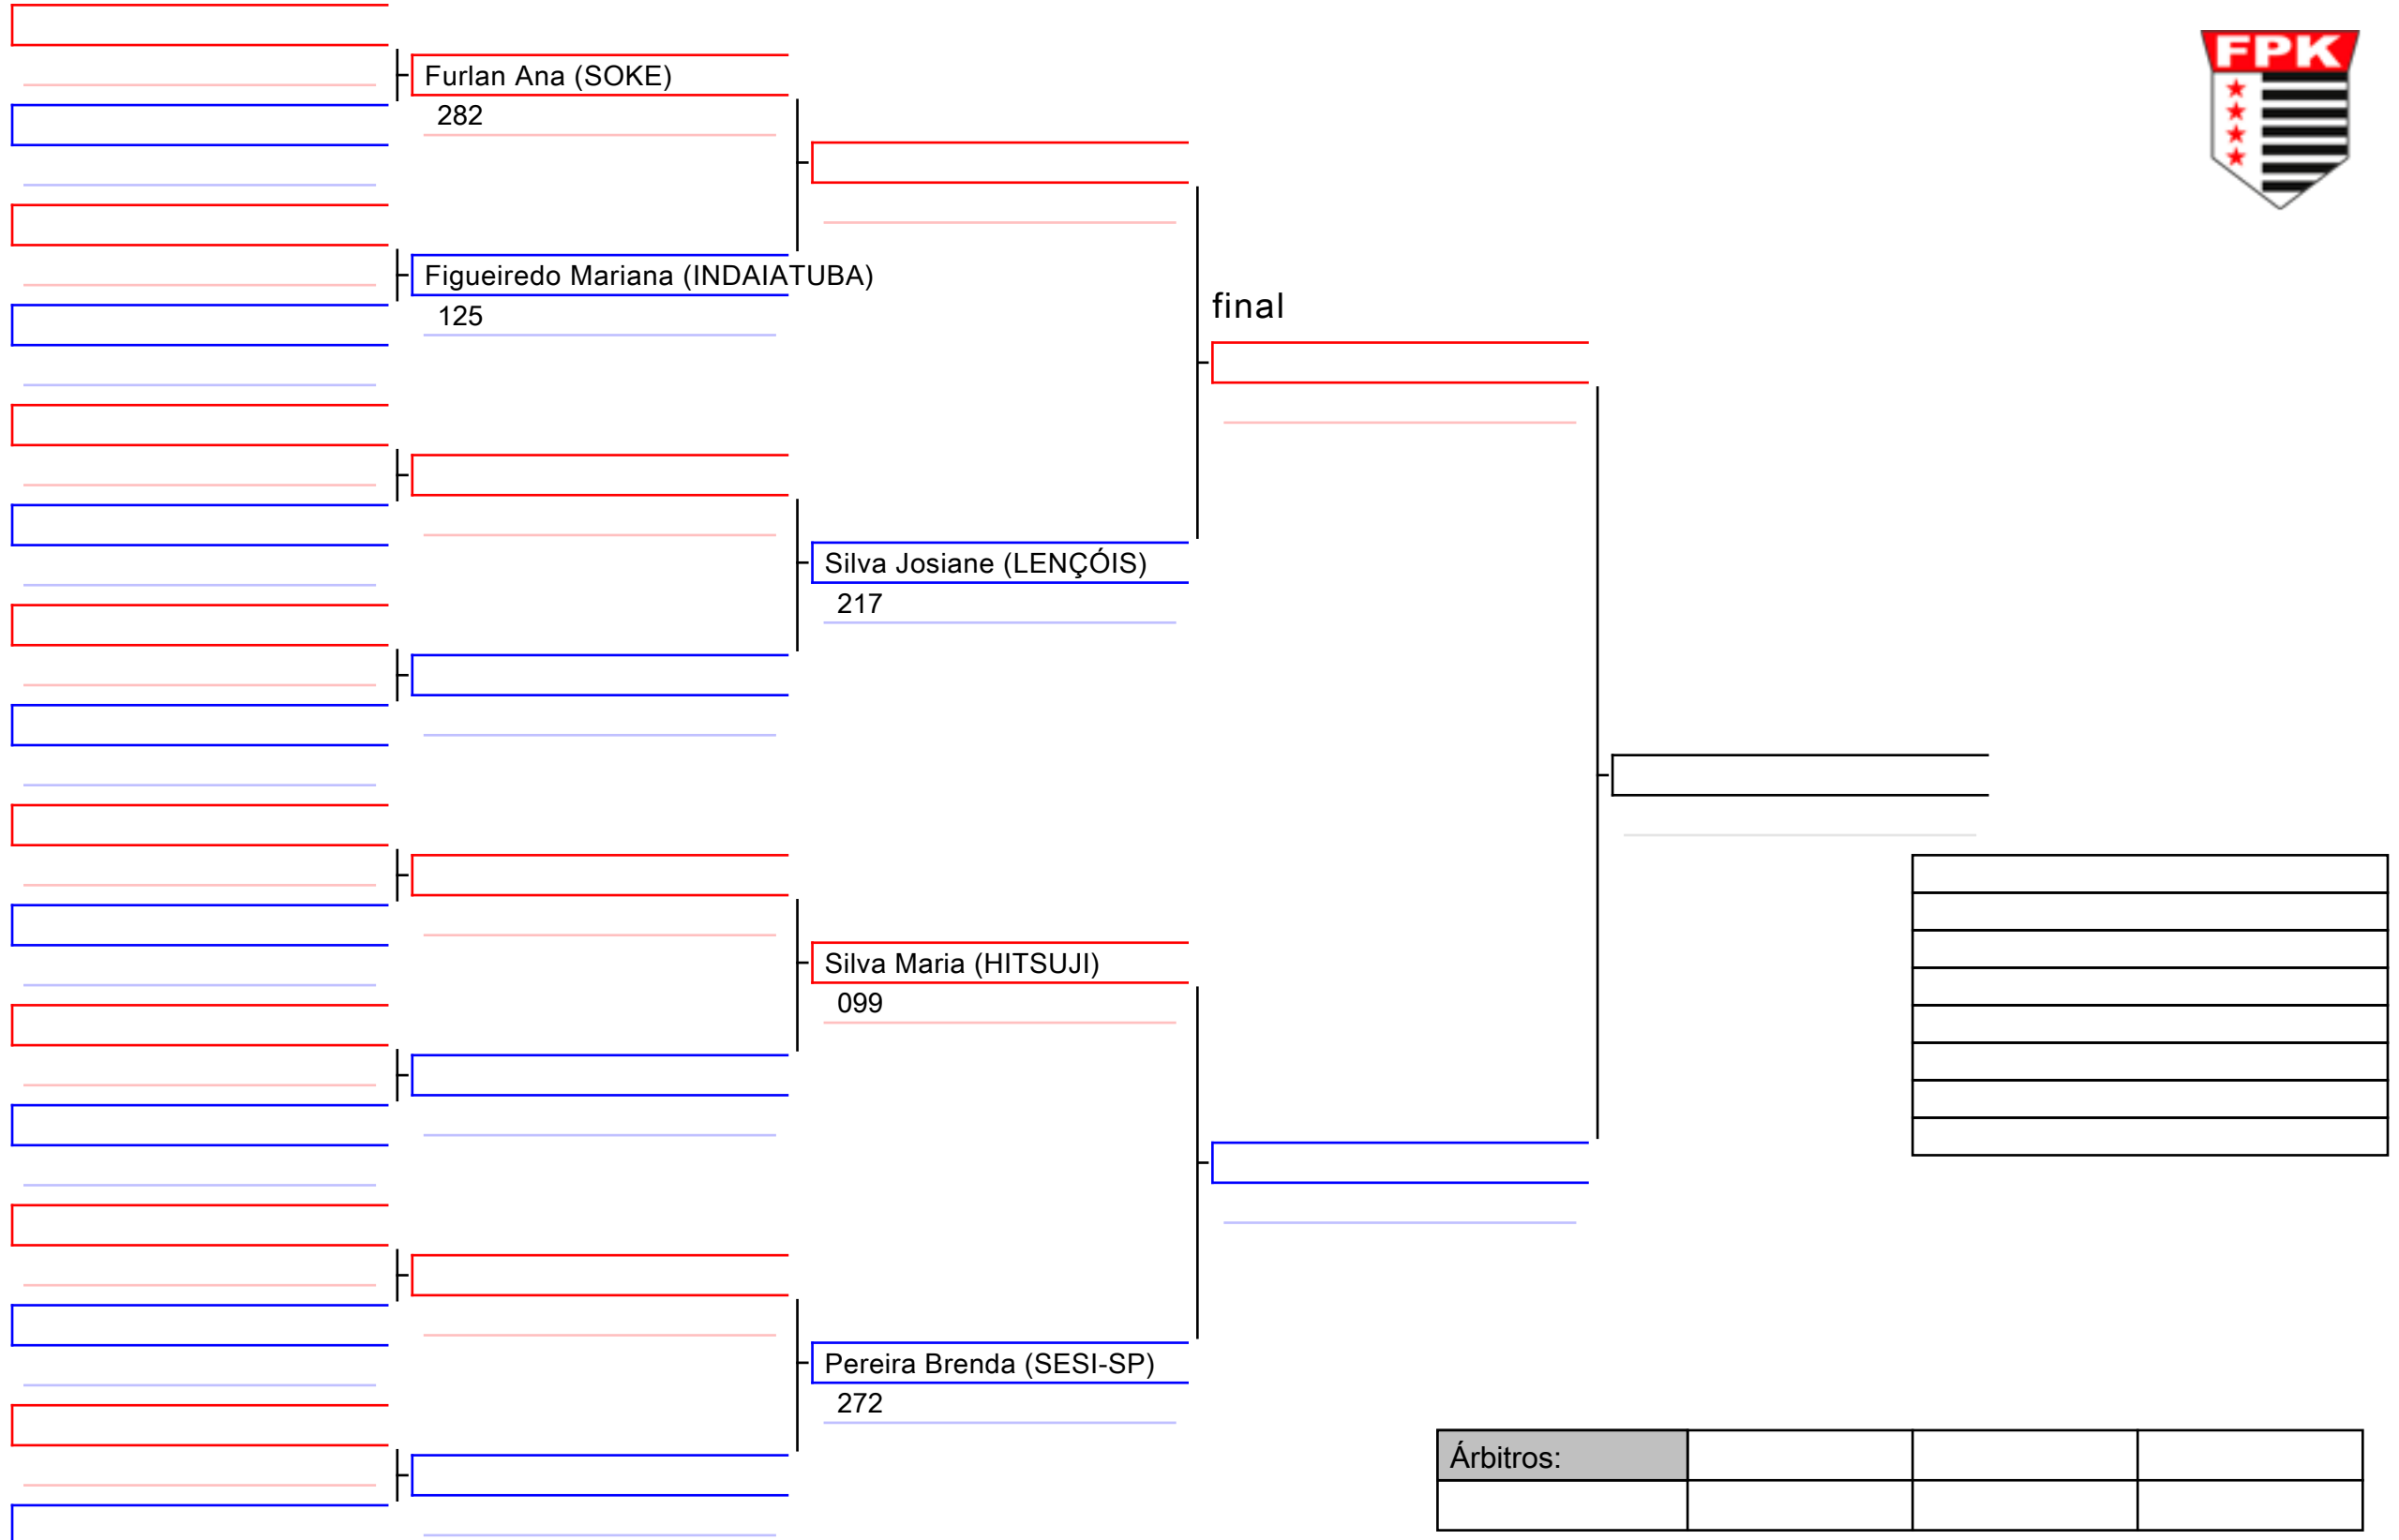 FPK
Furlan Ana (SOKE)
282
Figueiredo Mariana (INDAIATUBA)
125
final
Silva Josiane (LENÇÓIS)
217
Silva Maria (HITSUJI)
099
Pereira Brenda (SESI-SP)
272
Árbitros: